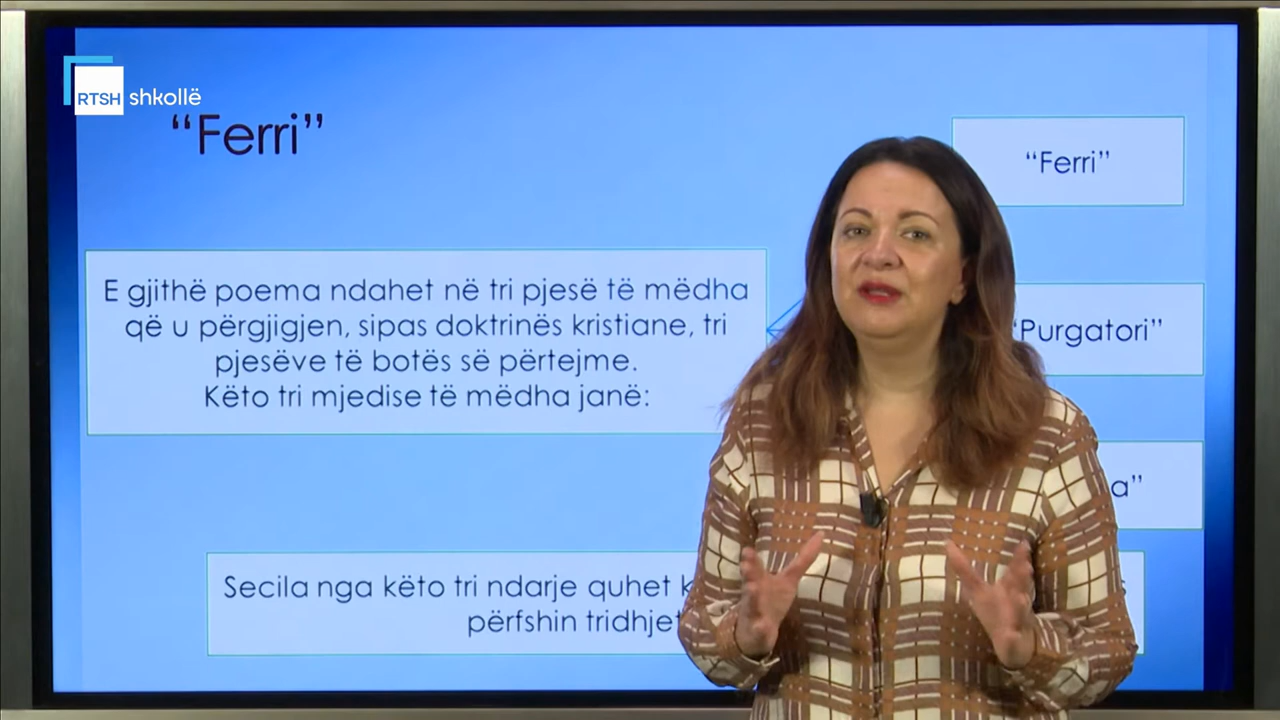 RTSH shkollë
“Ferri”
“Ferri”
E gjithë poema ndahet në tri pjesë të mëdha
që u përgjigjen, sipas doktrinës kristiane, tri
pjesëve të botës së përtejme.
Këto tri mjedise të mëdha janë:
“Purgatori”
a”
Secila nga këto tri ndarje quhet
përfshin